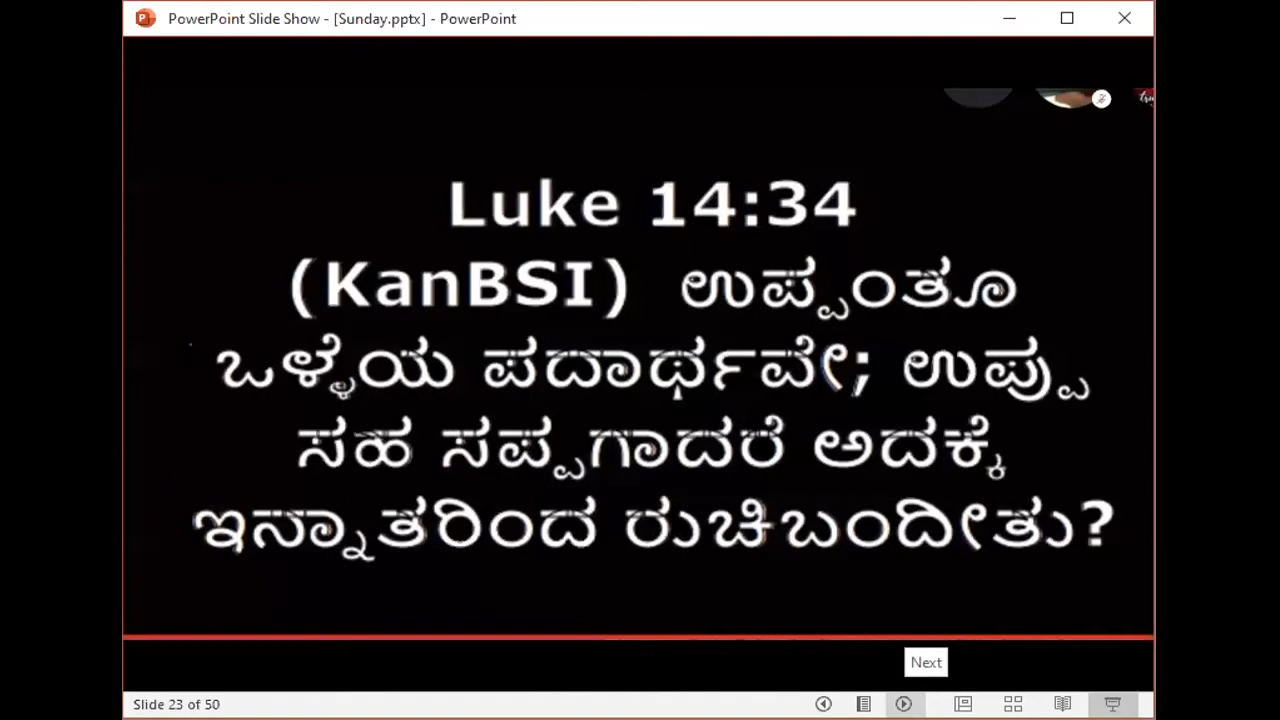 PowerPoint Slide Show - [Sunday.pptx] - PowerPoint
Luke 14:34
(KanBSI) ಉಪ್ಪಂತೂ
ಒಳ್ಳೆಯ ಪದಾರ್ಥವೇ; ಉಪ್ಪು
ಸಹ ಸಪ್ಪಗಾದರೆ ಅದಕ್ಕೆ
ಇನ್ನಾತರಿಂದ ರುಚಿಬಂದೀತು?
Next
Slide 23 of 50